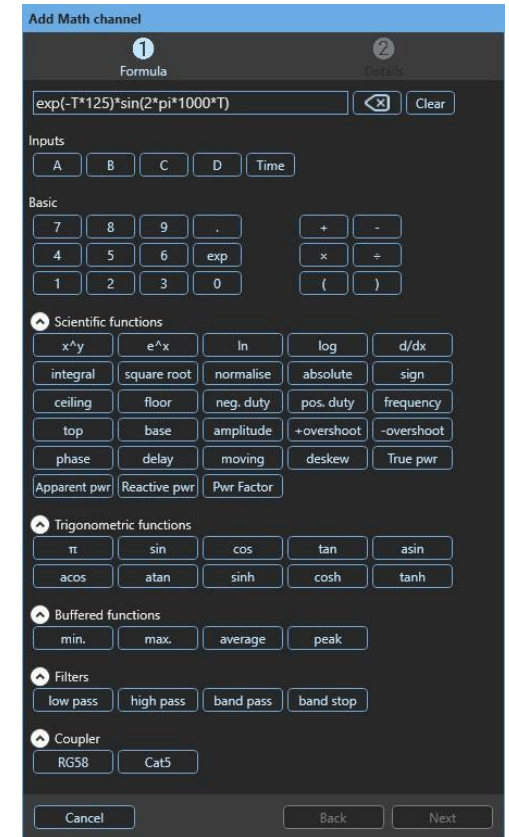 Add Math channel
1 2
Formula Details
exp(-T*125)*sin(2*pi*1000*T) Clear
Inputs
A B C D Time
Basic
7 8 9 . + -
4 5 6 exp × ÷
1 2 3 0 ( )
Scientific functions
x^y e^x ln log d/dx
integral square root normalise absolute sign
ceiling floor neg. duty pos. duty frequency
top base amplitude +overshoot -overshoot
phase delay moving deskew True pwr
Apparent pwr Reactive pwr Pwr Factor
Trigonometric functions
π sin cos tan asin
acos atan sinh cosh tanh
Buffered functions
min. max. average peak
Filters
low pass high pass band pass band stop
Coupler
RG58 Cat5
Cancel Back Next